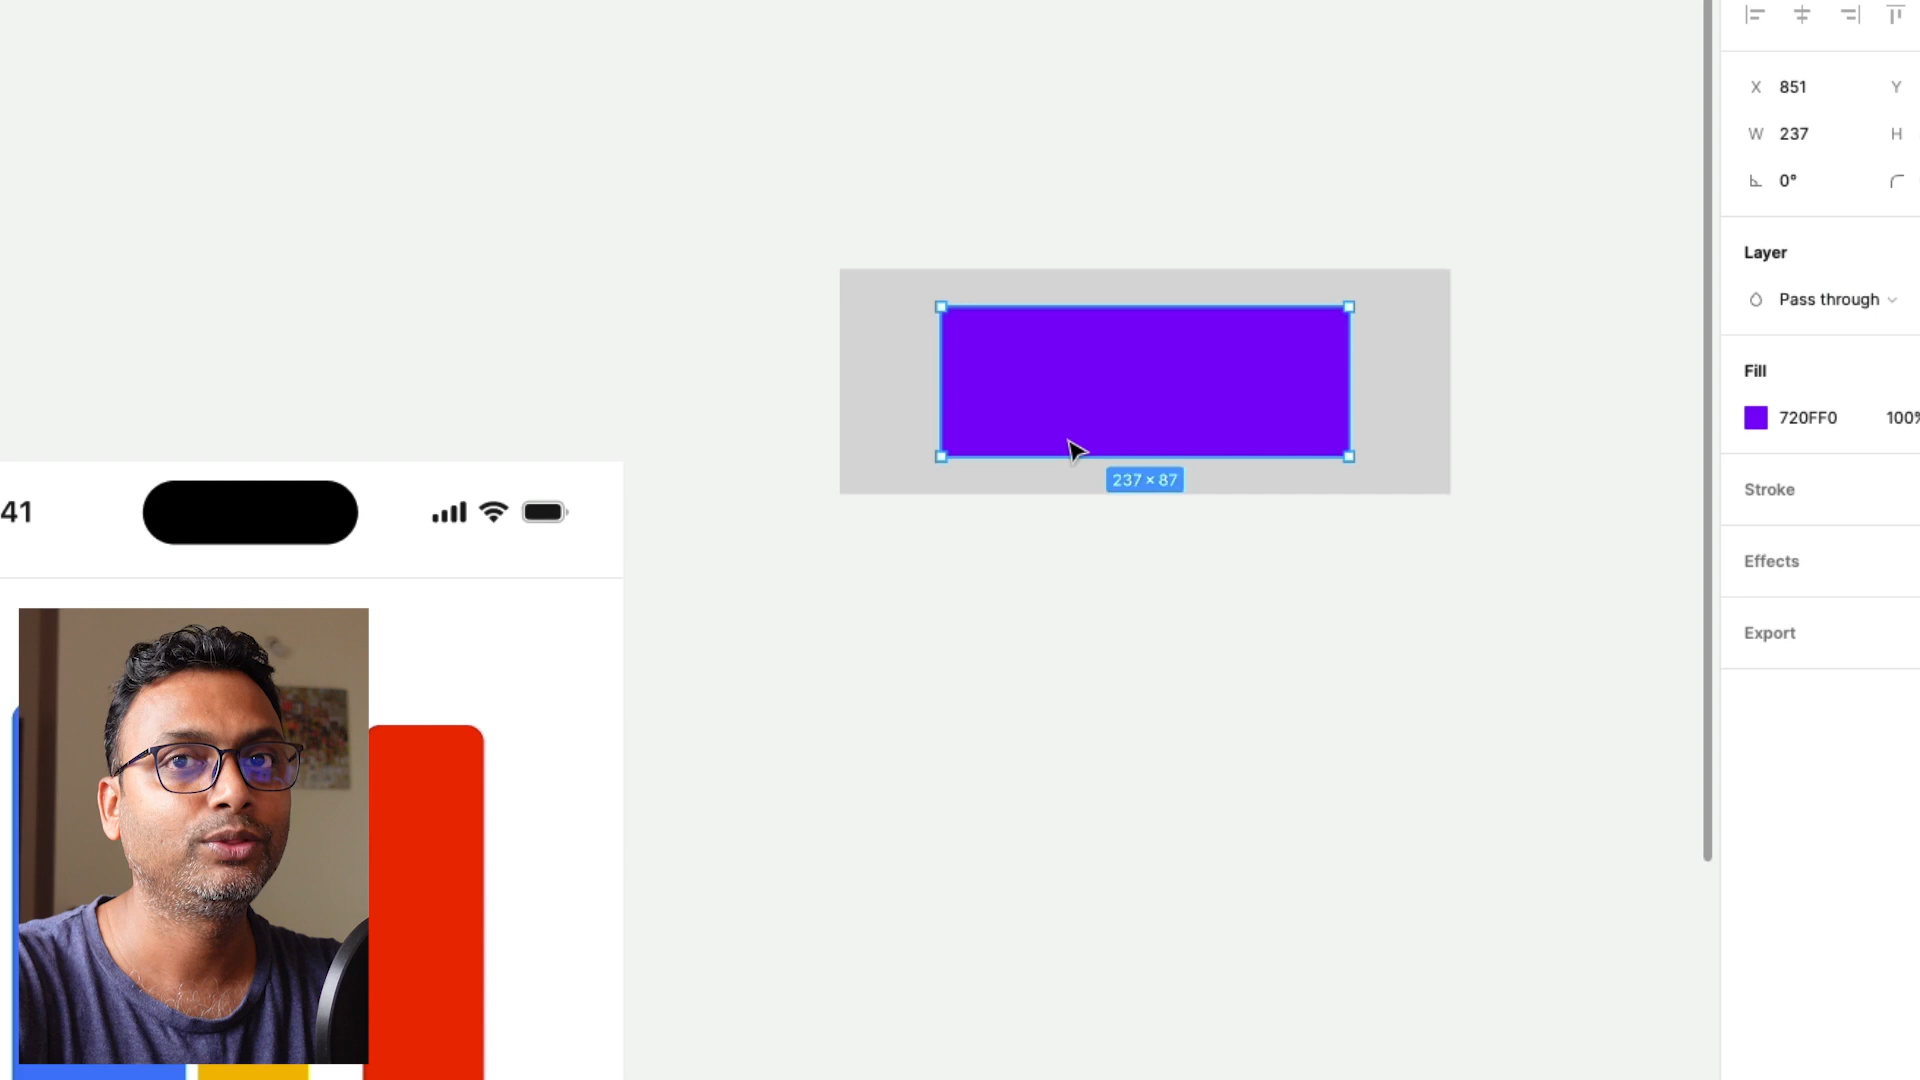 X 851 Y
W 237 H
0°
Layer
Pass through
Fill
720FF0 100%
237 × 87
Stroke
41
Effects
Export